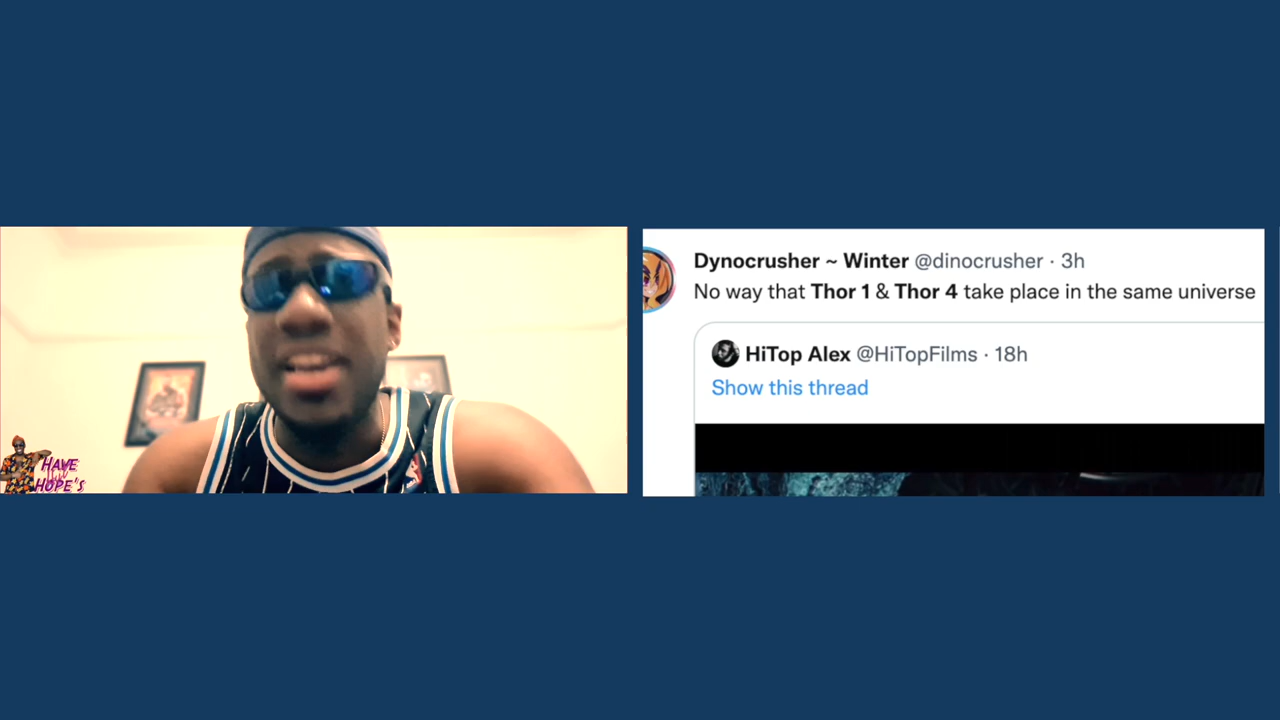 HAVE
HOPE'S
Dynocrusher ~ Winter @dinocrusher · 3h
No way that Thor 1 & Thor 4 take place in the same universe
HiTop Alex @HiTopFilms · 18h
Show this thread